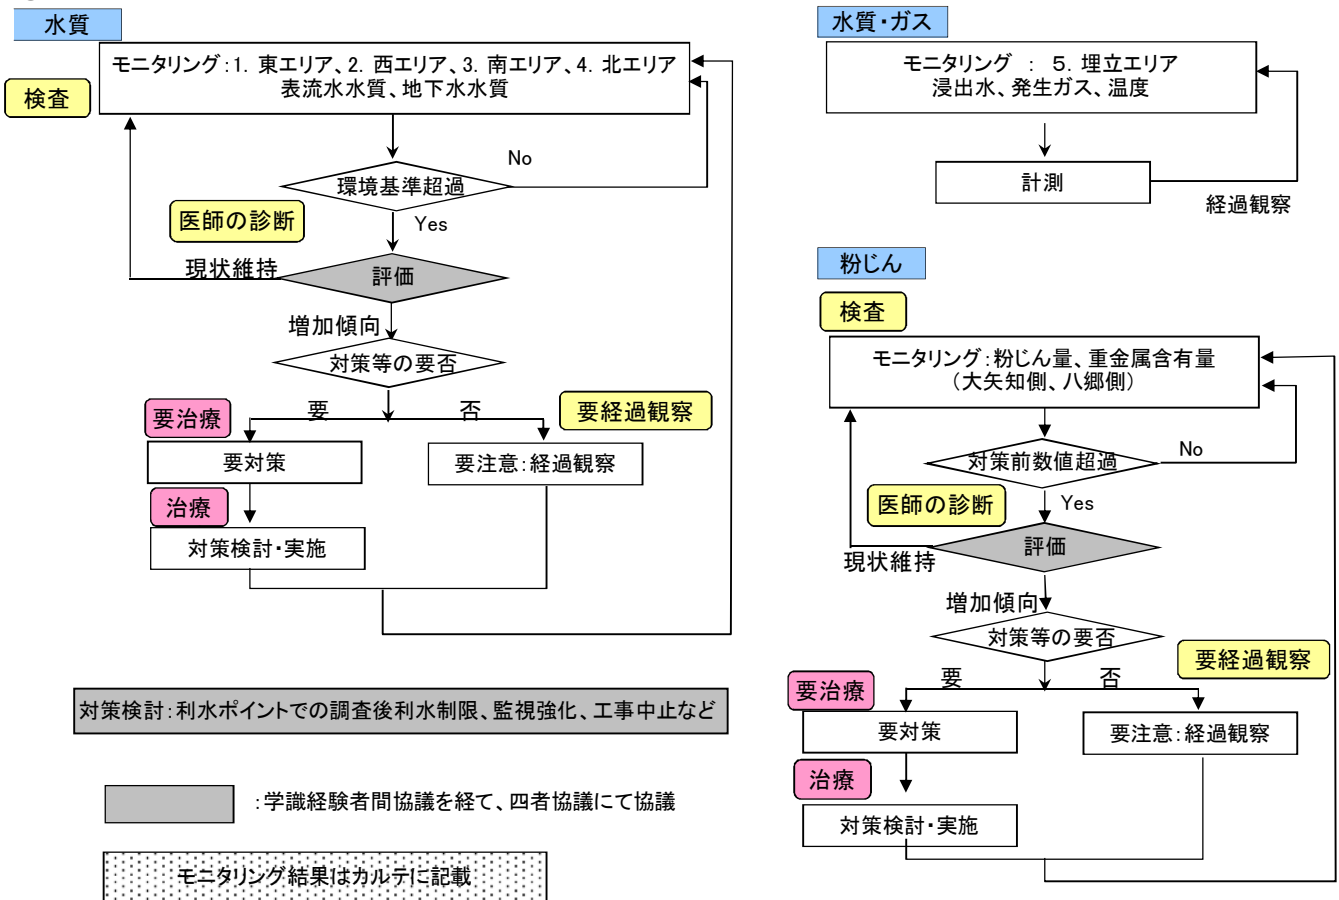 水質
モニタリング：1．東エリア、2．西エリア、3．南エリア、4．北エリア
表流水水質、地下水水質
検査
No
環境基準超過
医師の診断
Yes
現状維持
評価
増加傾向
対策等の要否
要治療
要
否
要経過観察
要対策
要注意：経過観察
治療
対策検討・実施
対策検討：利水ポイントでの調査後利水制限、監視強化、工事中止など
：学識経験者間協議を経て、四者協議にて協議
モニタリング結果はカルテに記載
水質・ガス
モニタリング　：　５．埋立エリア
浸出水、発生ガス、温度
計測
経過観察
粉じん
検査
モニタリング：粉じん量、重金属含有量
（大矢知側、八郷側）
対策前数値超過
No
医師の診断
Yes
評価
現状維持
増加傾向
対策等の要否
要経過観察
要治療
要
否
要対策
要注意：経過観察
治療
対策検討・実施